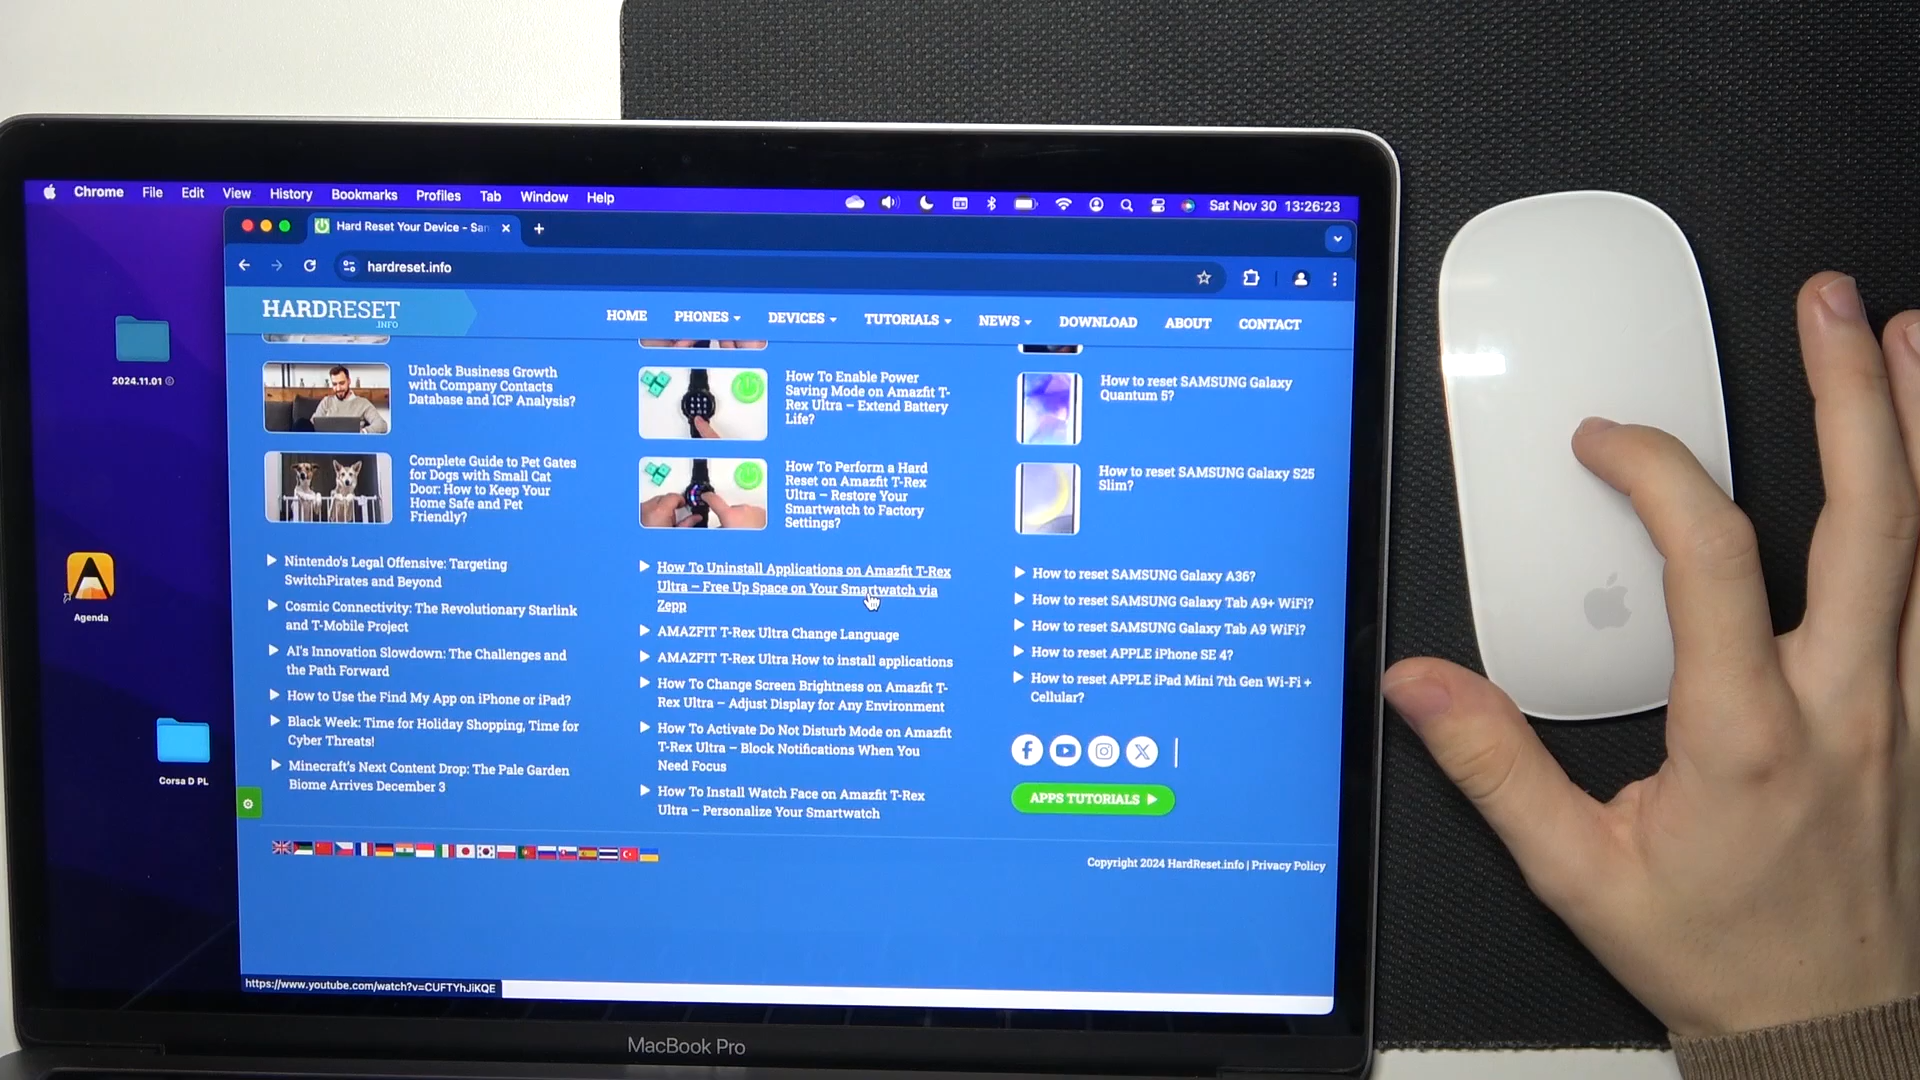 Chrome File Edit View History Bookmarks Profiles Tab Window Help
Sat Nov 30 13:26:23
Hard Reset Your Device - San
hardreset.info
HARDRESET
.INFO
HOME PHONES DEVICES TUTORIALS NEWS DOWNLOAD ABOUT CONTACT
2024.11.01
Agenda
Corsa D PL
Unlock Business Growth
with Company Contacts
Database and ICP Analysis?
Complete Guide to Pet Gates
for Dogs with Small Cat
Door: How to Keep Your
Home Safe and Pet
Friendly?
Nintendo's Legal Offensive: Targeting
SwitchPirates and Beyond
Cosmic Connectivity: The Revolutionary Starlink
and T-Mobile Project
AI's Innovation Slowdown: The Challenges and
the Path Forward
How to Use the Find My App on iPhone or iPad?
Black Week: Time for Holiday Shopping, Time for
Cyber Threats!
Minecraft's Next Content Drop: The Pale Garden
Biome Arrives December 3
How To Enable Power
Saving Mode on Amazfit T-
Rex Ultra – Extend Battery
Life?
How To Perform a Hard
Reset on Amazfit T-Rex
Ultra – Restore Your
Smartwatch to Factory
Settings?
How To Uninstall Applications on Amazfit T-Rex
Ultra – Free Up Space on Your Smartwatch via
Zepp
AMAZFIT T-Rex Ultra Change Language
AMAZFIT T-Rex Ultra How to install applications
How To Change Screen Brightness on Amazfit T-
Rex Ultra – Adjust Display for Any Environment
How To Activate Do Not Disturb Mode on Amazfit
T-Rex Ultra – Block Notifications When You
Need Focus
How To Install Watch Face on Amazfit T-Rex
Ultra – Personalize Your Smartwatch
How to reset SAMSUNG Galaxy
Quantum 5?
How to reset SAMSUNG Galaxy S25
Slim?
How to reset SAMSUNG Galaxy A36?
How to reset SAMSUNG Galaxy Tab A9+ WiFi?
How to reset SAMSUNG Galaxy Tab A9 WiFi?
How to reset APPLE iPhone SE 4?
How to reset APPLE iPad Mini 7th Gen Wi-Fi +
Cellular?
APPS TUTORIALS
Copyright 2024 HardReset.info | Privacy Policy
https://www.youtube.com/watch?v=CUFTYhJiKQE
MacBook Pro